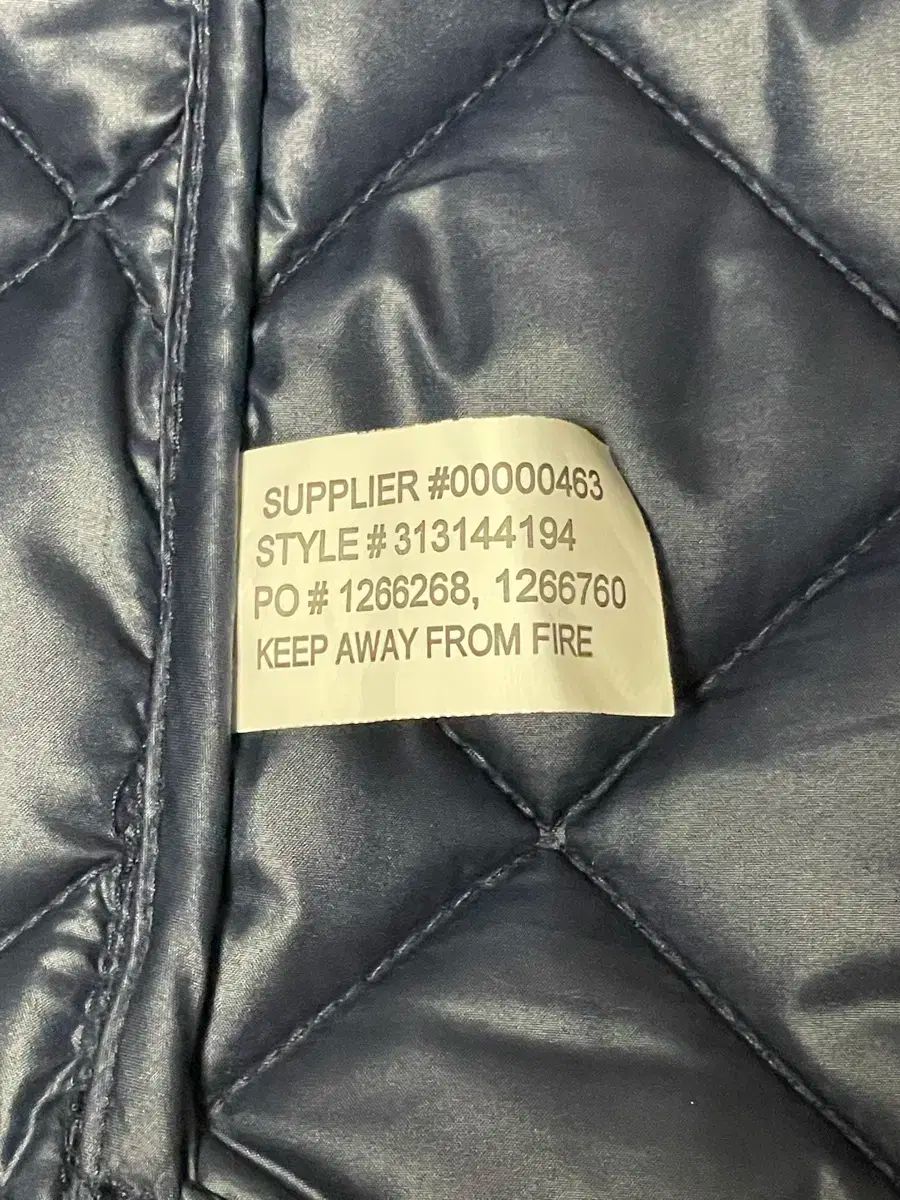 SUPPLIER #00000463
STYLE # 313144194
PO # 1266268, 1266760
KEEP AWAY FROM FIRE